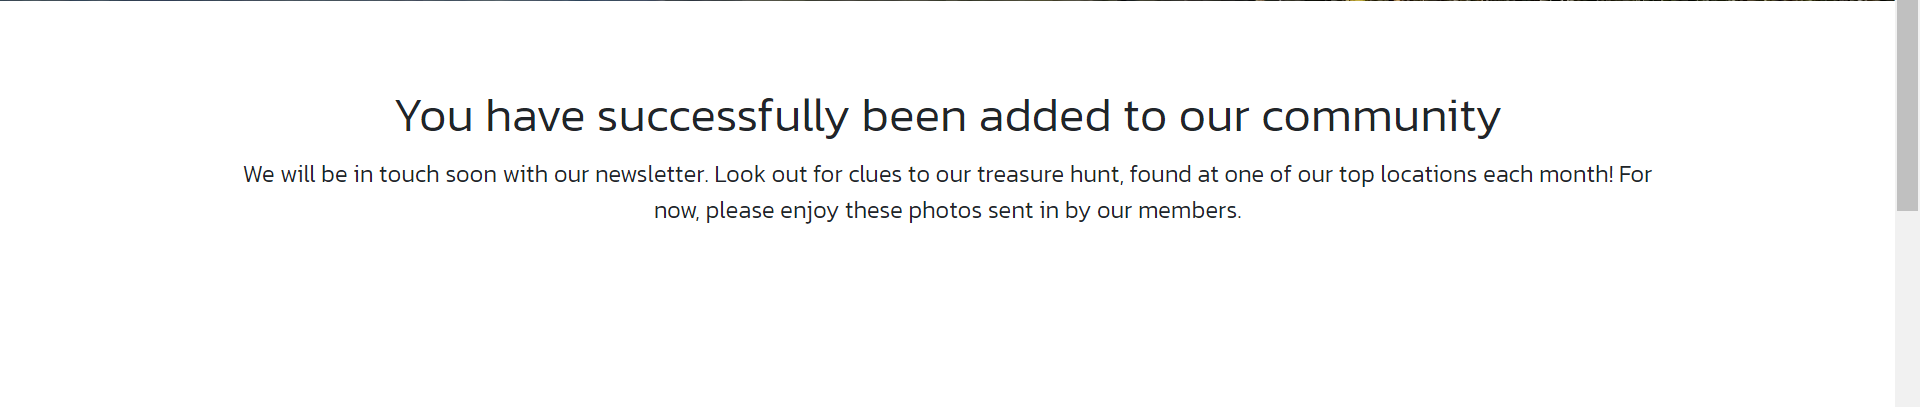 You have successfully been added to our community
We will be in touch soon with our newsletter. Look out for clues to our treasure hunt, found at one of our top locations each month! For
now, please enjoy these photos sent in by our members.